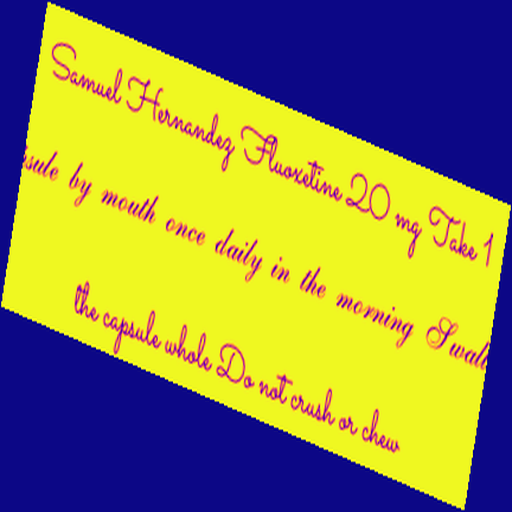 Samuel Hernandez Fluoxetine 20 mg Take 1
by mouth once daily in the morning
the capsule whole Do not crush or chew